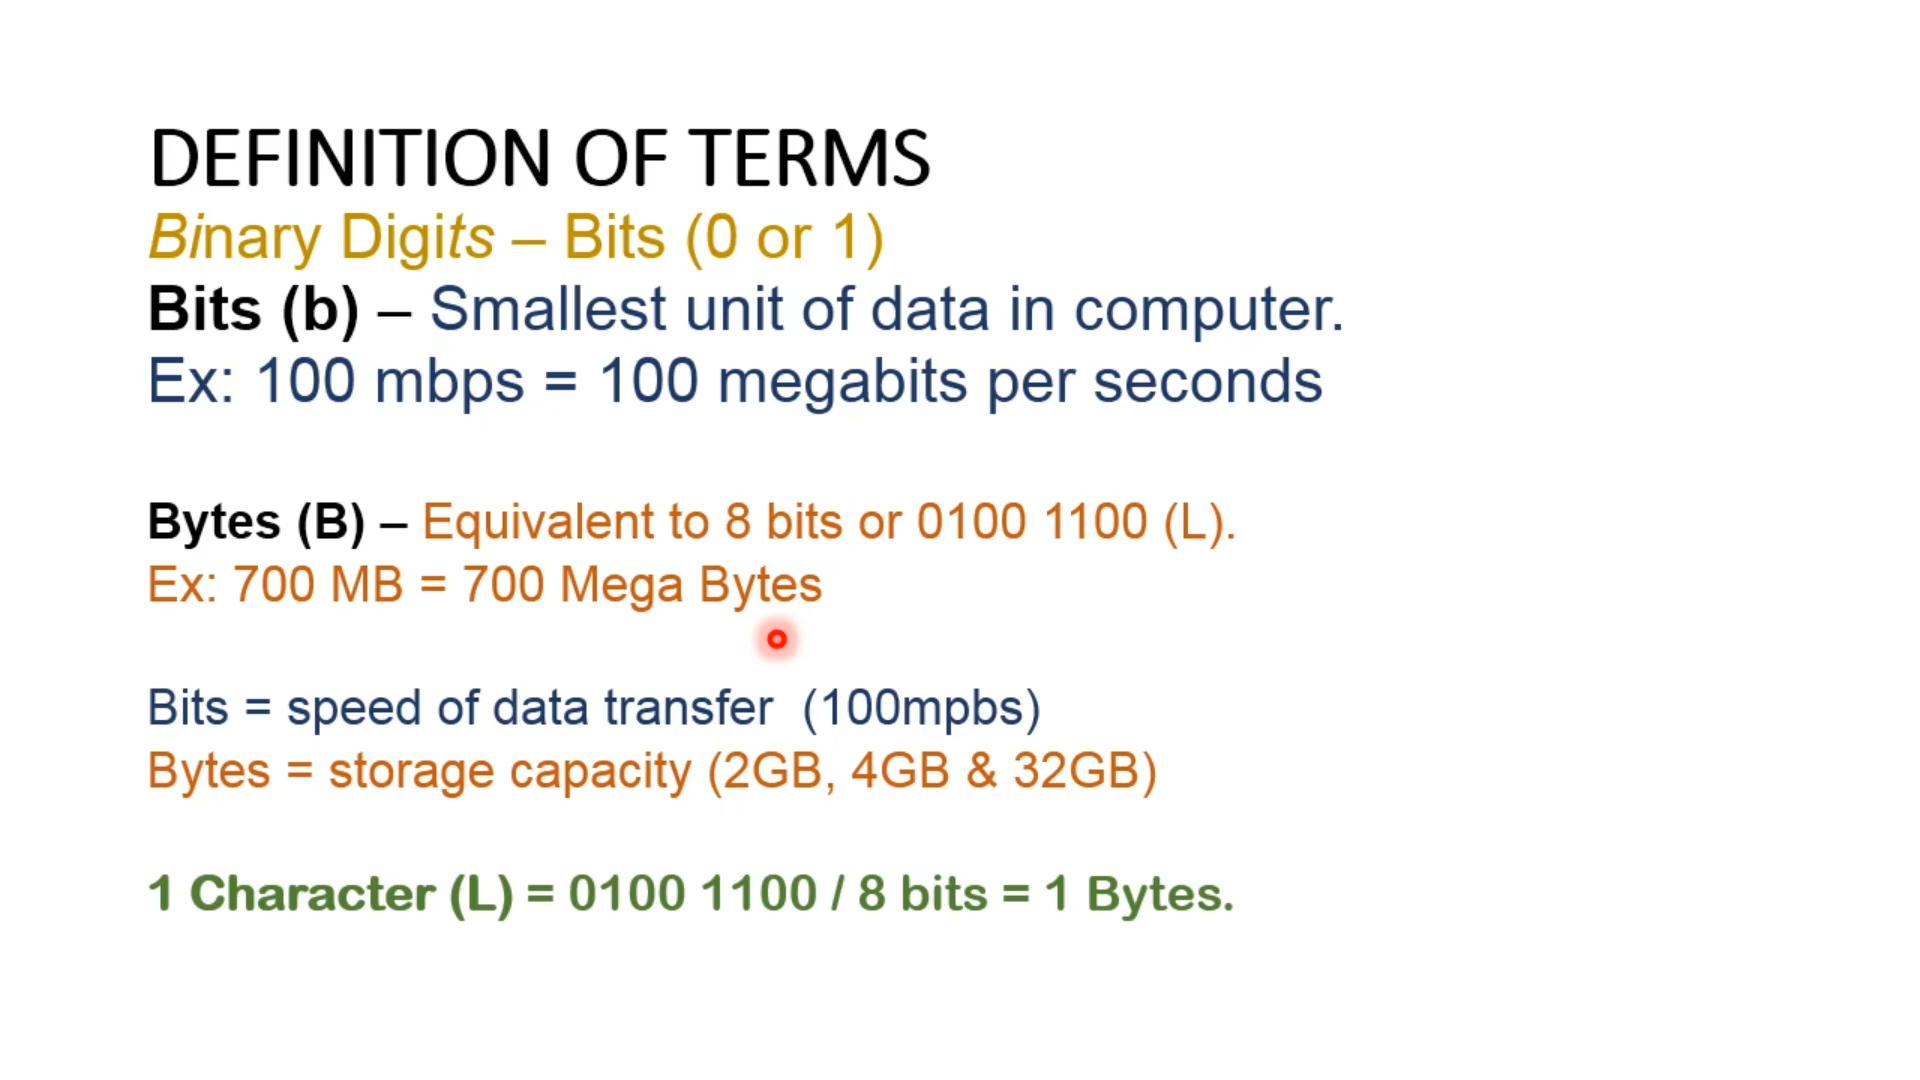 DEFINITION OF TERMS
Binary Digits – Bits (0 or 1)
Bits (b) – Smallest unit of data in computer.
Ex: 100 mbps = 100 megabits per seconds
Bytes (B) – Equivalent to 8 bits or 0100 1100 (L).
Ex: 700 MB = 700 Mega Bytes
Bits = speed of data transfer (100mpbs)
Bytes = storage capacity (2GB, 4GB & 32GB)
1 Character (L) = 0100 1100 / 8 bits = 1 Bytes.